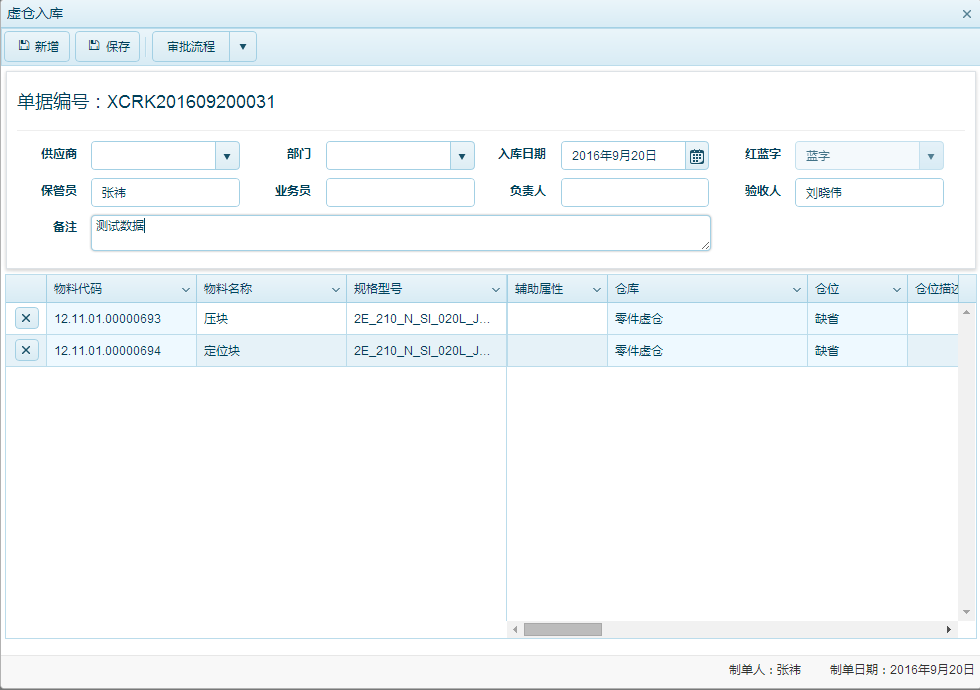 虚仓入库
新增 保存 审批流程
单据编号：XCRK201609200031
供应商 部门 入库日期 2016年9月20日 红蓝字 蓝字
保管员 张祎 业务员 负责人 验收人 刘晓伟
备注 测试数据
物料代码 物料名称 规格型号 辅助属性 仓库 仓位 仓位描述
12.11.01.00000693 压块 2E_210_N_SI_020L_J... 零件虚仓 缺省
12.11.01.00000694 定位块 2E_210_N_SI_020L_J... 零件虚仓 缺省
制单人：张祎 制单日期：2016年9月20日